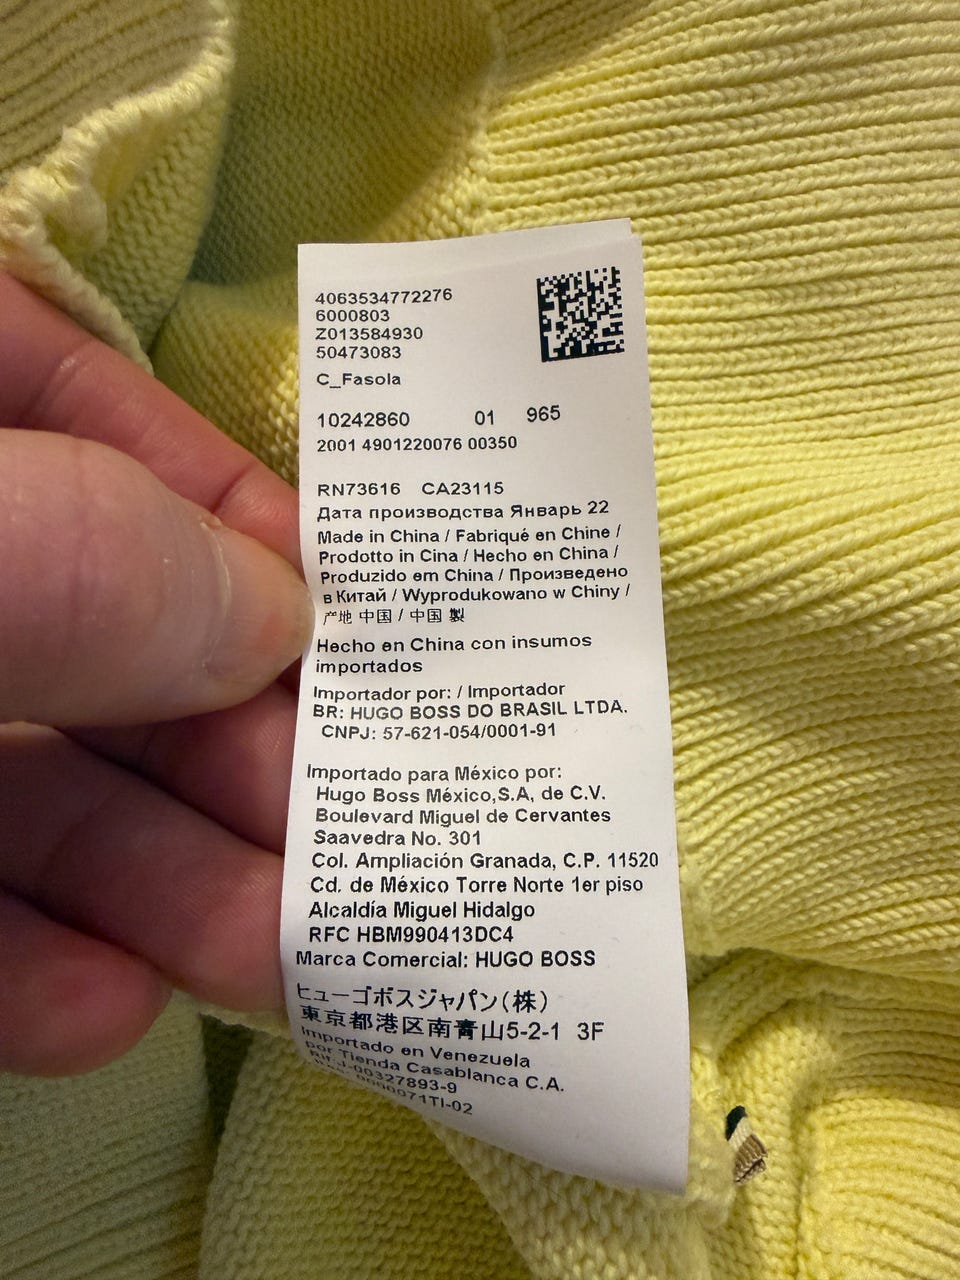 4063534772276
6000803
Z013584930
50473083
C_Fasola
10242860 01 965
2001 4901220076 00350
RN73616 CA23115
Дата производства Январь 22
Made in China / Fabriqué en Chine /
Prodotto in Cina / Hecho en China /
Produzido em China / Произведено
в Китай / Wyprodukowano w Chiny /
产地 中国 / 中国 製
Hecho en China con insumos
importados
Importador por: / Importador
BR: HUGO BOSS DO BRASIL LTDA.
CNPJ: 57-621-054/0001-91
Importado para México por:
Hugo Boss México,S.A, de C.V.
Boulevard Miguel de Cervantes
Saavedra No. 301
Col. Ampliación Granada, C.P. 11520
Cd. de México Torre Norte 1er piso
Alcaldía Miguel Hidalgo
RFC HBM990413DC4
Marca Comercial: HUGO BOSS
ヒューゴボスジャパン(株)
東京都港区南青山5-2-1 3F
Importado en Venezuela
por Tienda Casablanca C.A.
Rif.J-00327893-9
0000071TI-02